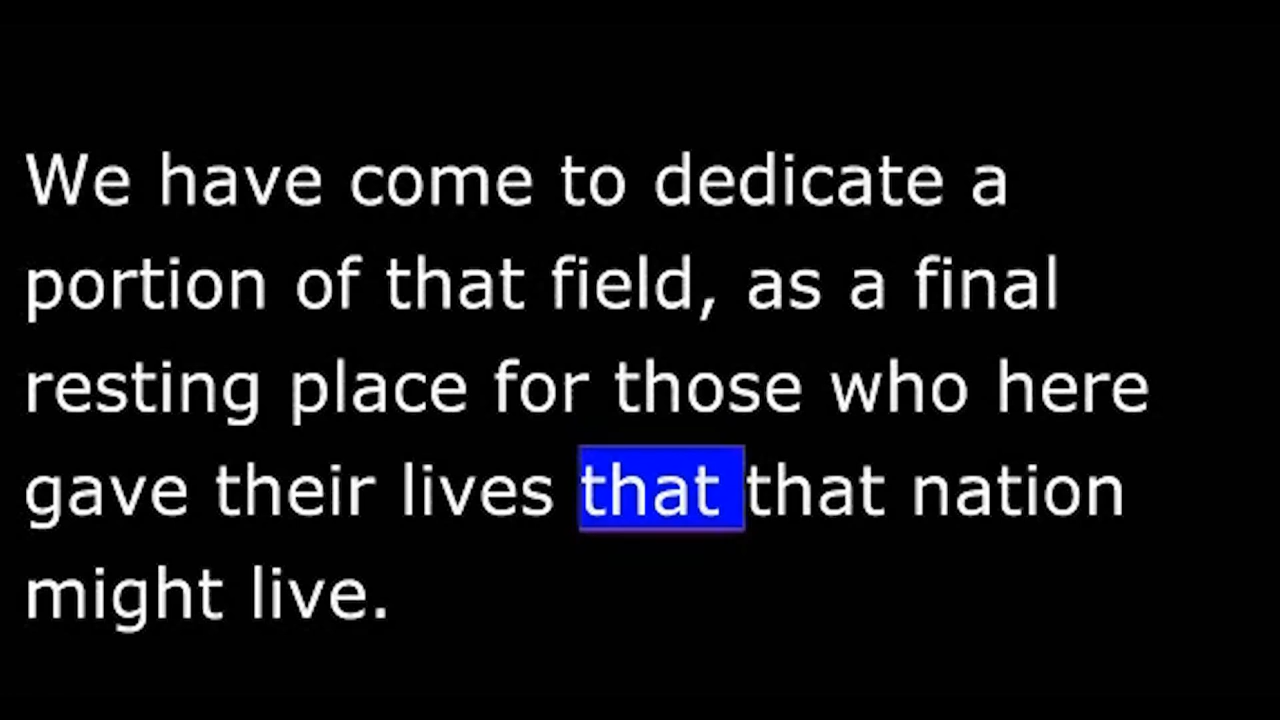 We have come to dedicate a
portion of that field, as a final
resting place for those who here
gave their lives that that nation
might live.